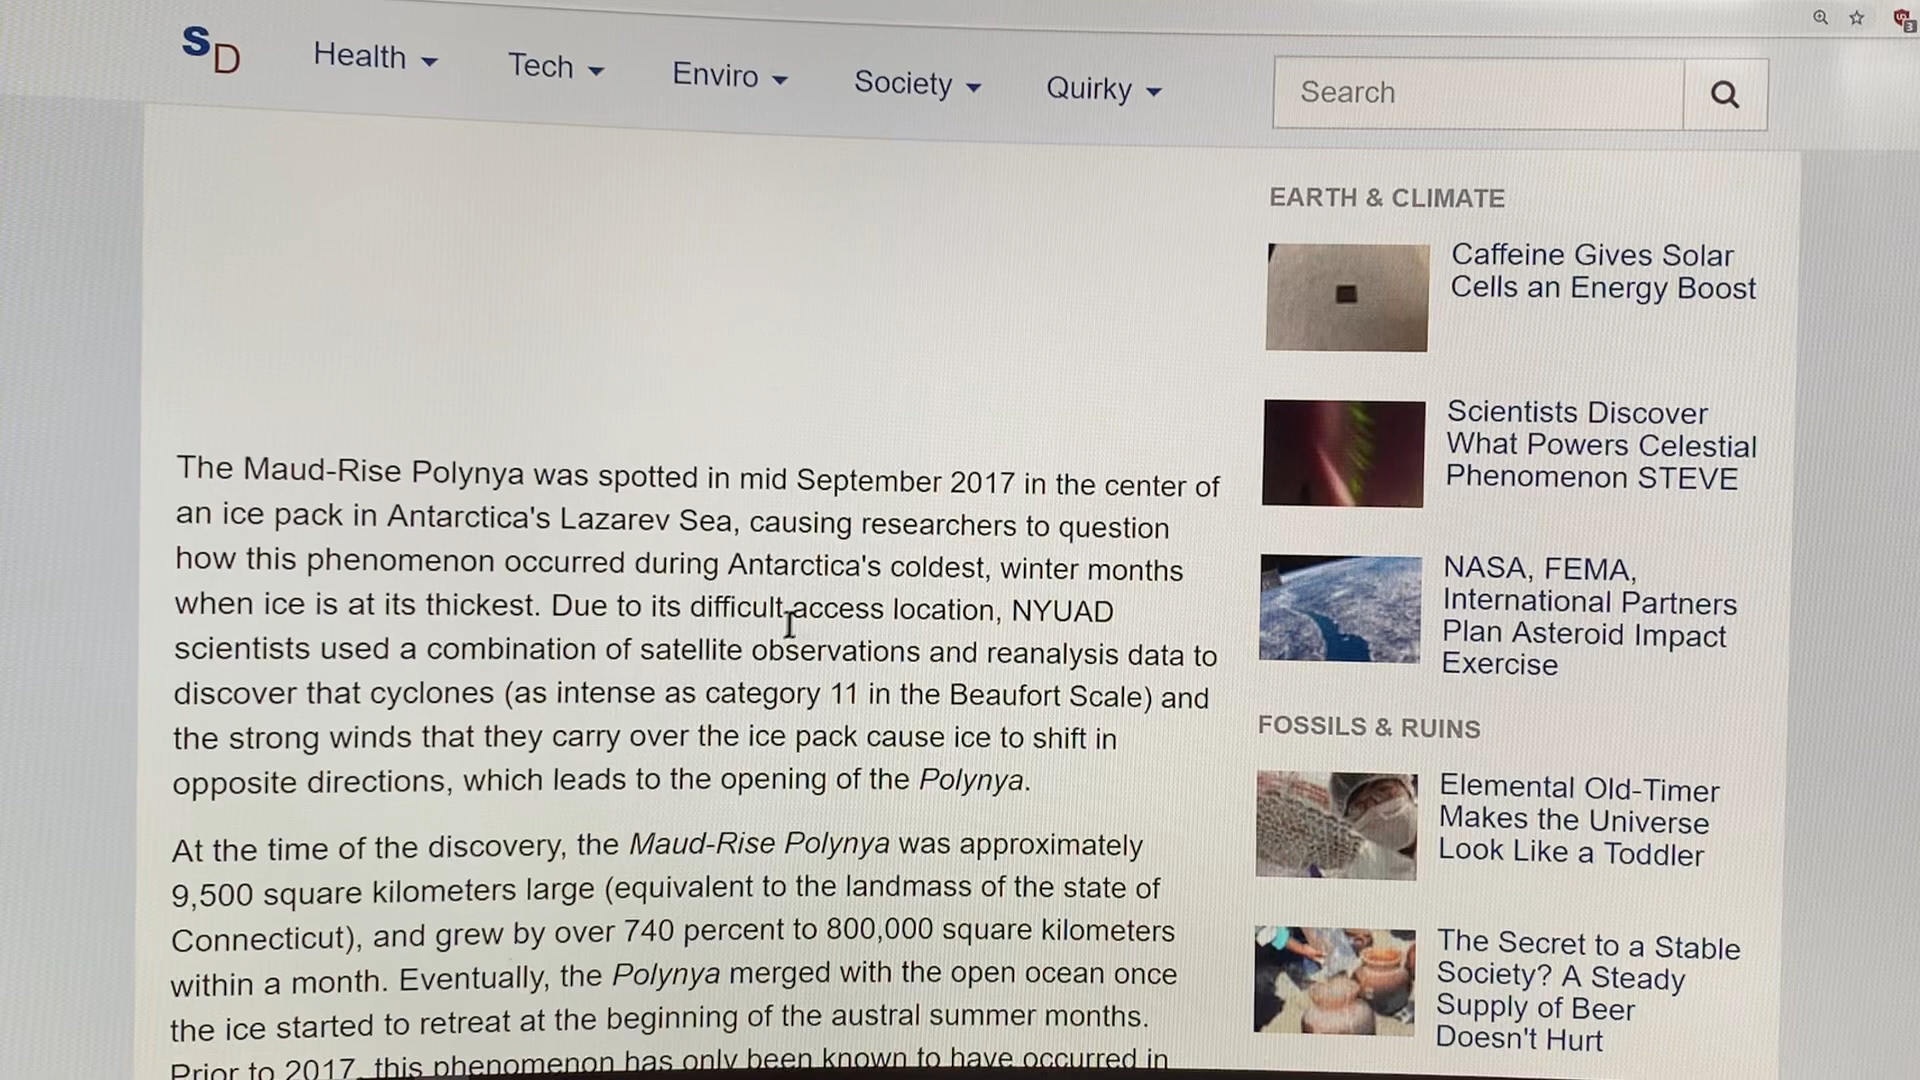 SD
Health
Tech
Enviro
Society
Quirky
Search
3
The Maud-Rise Polynya was spotted in mid September 2017 in the center of
an ice pack in Antarctica's Lazarev Sea, causing researchers to question
how this phenomenon occurred during Antarctica's coldest, winter months
when ice is at its thickest. Due to its difficult-access location, NYUAD
scientists used a combination of satellite observations and reanalysis data to
discover that cyclones (as intense as category 11 in the Beaufort Scale) and
the strong winds that they carry over the ice pack cause ice to shift in
opposite directions, which leads to the opening of the Polynya.
At the time of the discovery, the Maud-Rise Polynya was approximately
9,500 square kilometers large (equivalent to the landmass of the state of
Connecticut), and grew by over 740 percent to 800,000 square kilometers
within a month. Eventually, the Polynya merged with the open ocean once
the ice started to retreat at the beginning of the austral summer months.
Prior to 2017, this phenomenon has only been known to have occurred in
EARTH & CLIMATE
Caffeine Gives Solar
Cells an Energy Boost
Scientists Discover
What Powers Celestial
Phenomenon STEVE
NASA, FEMA,
International Partners
Plan Asteroid Impact
Exercise
FOSSILS & RUINS
Elemental Old-Timer
Makes the Universe
Look Like a Toddler
The Secret to a Stable
Society? A Steady
Supply of Beer
Doesn't Hurt